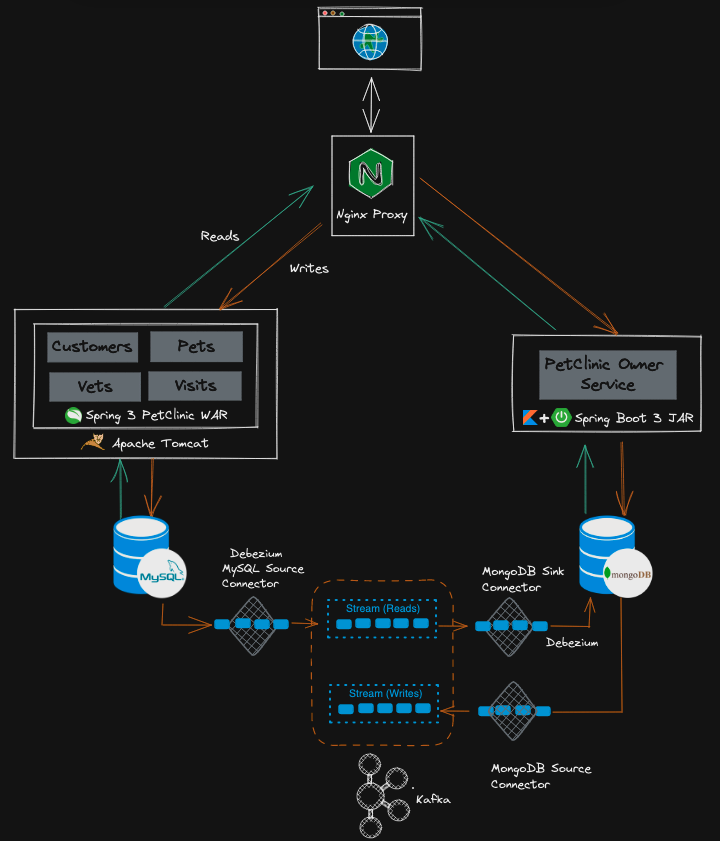 Nginx Proxy
Reads
Writes
Customers
Pets
Vets
Visits
Spring 3 PetClinic WAR
Apache Tomcat
PetClinic Owner
Service
+
Spring Boot 3 JAR
MySQL
mongoDB
Debezium
MySQL Source
Connector
MongoDB Sink
Connector
Stream (Reads)
Debezium
Stream (Writes)
MongoDB Source
Connector
Kafka